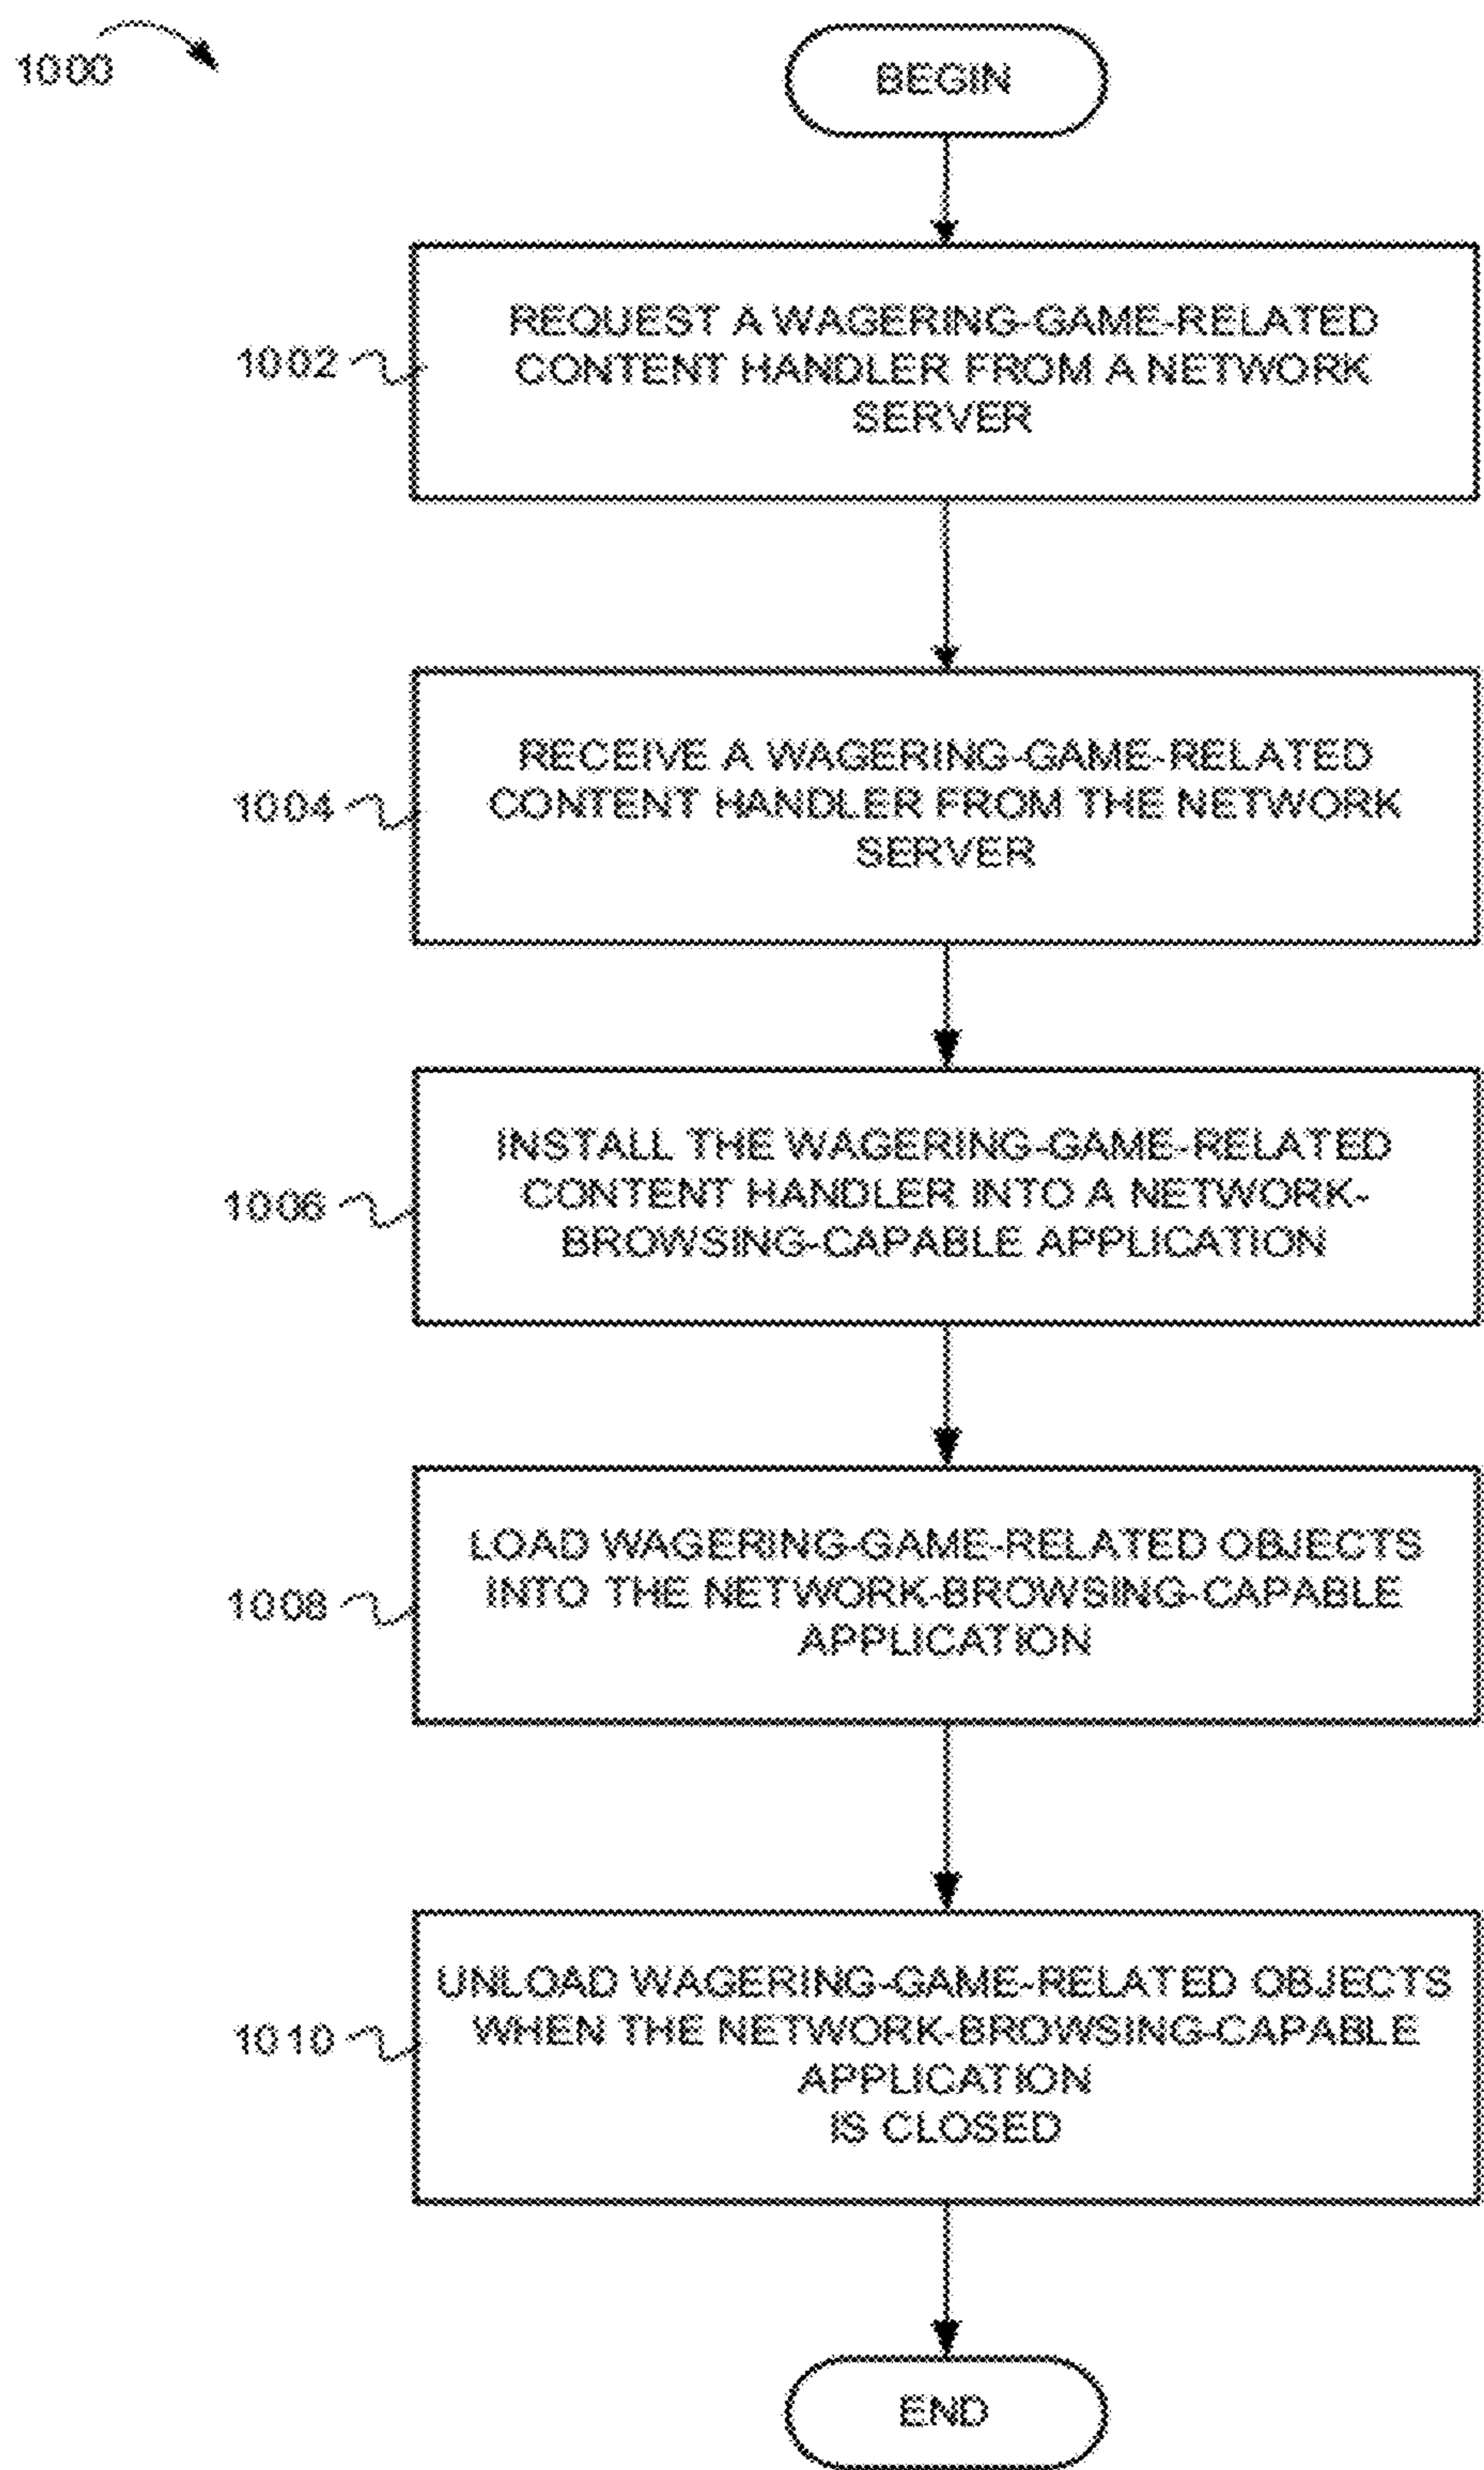 1000
BEGIN
1002
REQUEST A WAGERING-GAME-RELATED
CONTENT HANDLER FROM A NETWORK
SERVER
1004
RECEIVE A WAGERING-GAME-RELATED
CONTENT HANDLER FROM THE NETWORK
SERVER
1006
INSTALL THE WAGERING-GAME-RELATED
CONTENT HANDLER INTO A NETWORK-
BROWSING-CAPABLE APPLICATION
1008
LOAD WAGERING-GAME-RELATED OBJECTS
INTO THE NETWORK-BROWSING-CAPABLE
APPLICATION
1010
UNLOAD WAGERING-GAME-RELATED OBJECTS
WHEN THE NETWORK-BROWSING-CAPABLE
APPLICATION
IS CLOSED
END